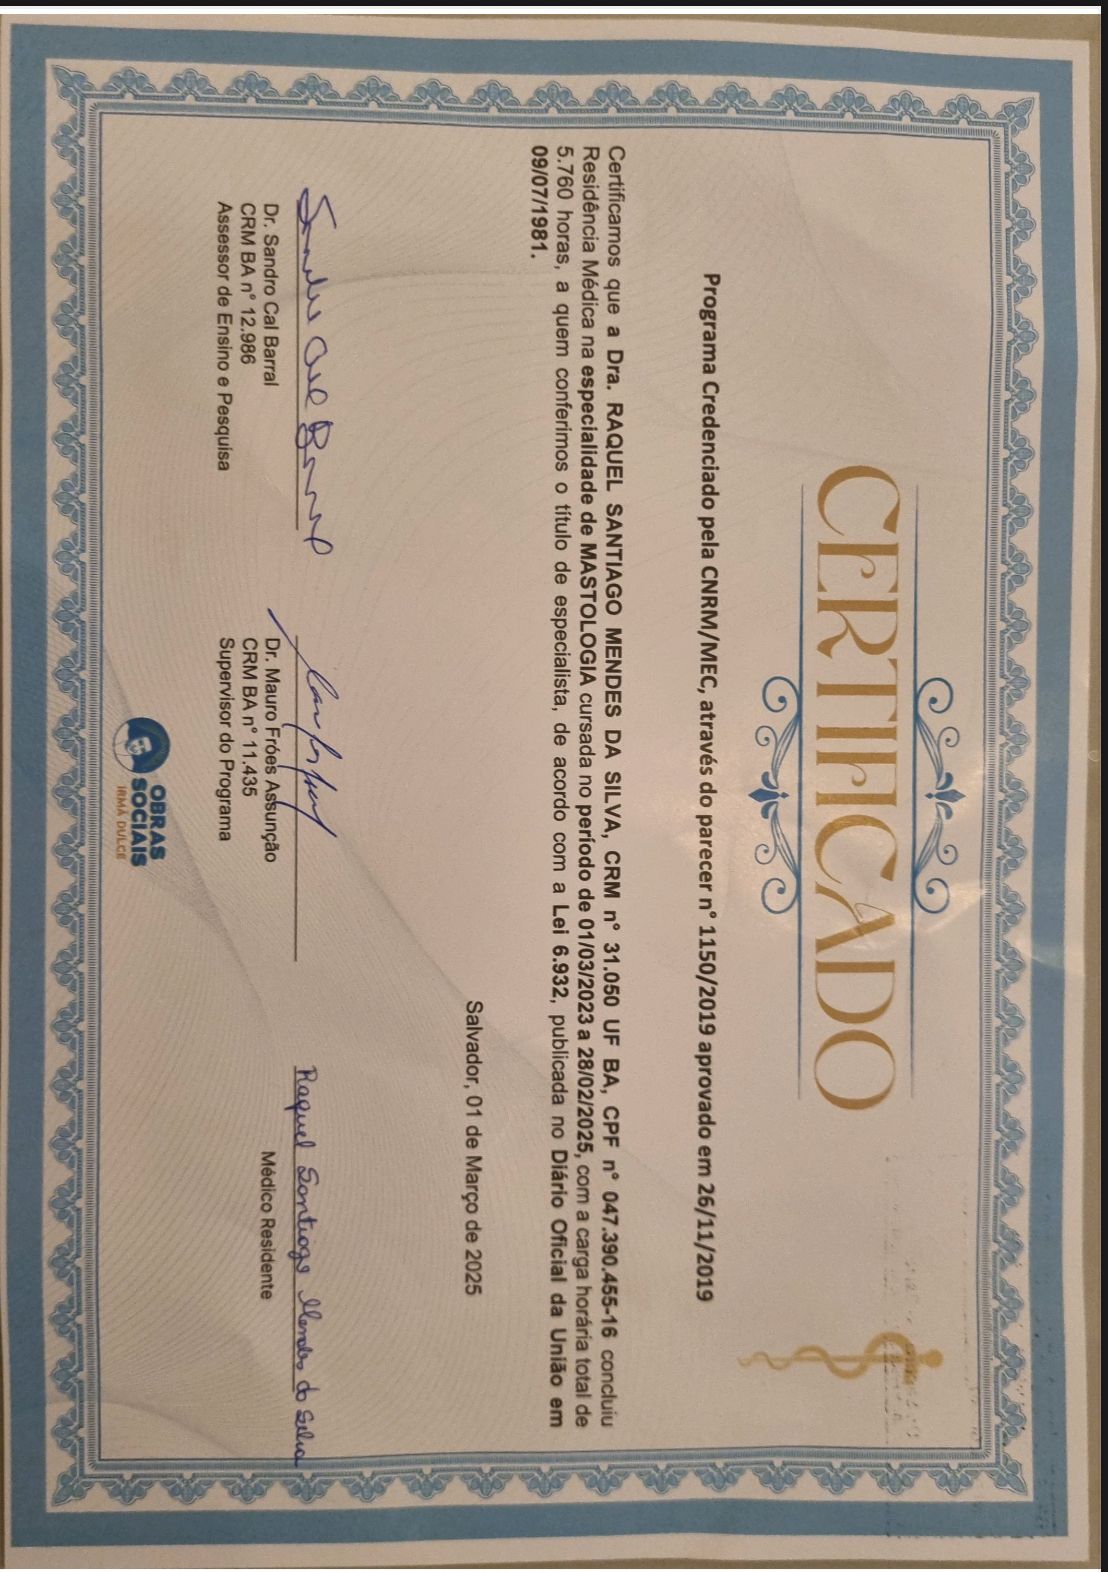 CERTIFICADO
Programa Credenciado pela CNRM/MEC, através do parecer n° 1150/2019 aprovado em 26/11/2019
Certificamos que a Dra. RAQUEL SANTIAGO MENDES DA SILVA, CRM n° 31.050 UF BA, CPF n° 047.390.455-16 concluiu
Residência Médica na especialidade de MASTOLOGIA cursada no período de 01/03/2023 a 28/02/2025, com a carga horária total de
5.760 horas, a quem conferimos o título de especialista, de acordo com a Lei 6.932, publicada no Diário Oficial da União em
09/07/1981.
Salvador, 01 de Março de 2025
Sandro Cal Barral
Raquel Santiago Mendes da Silva
Dr. Sandro Cal Barral
CRM BA n° 12.986
Assessor de Ensino e Pesquisa
Dr. Mauro Fróes Assunção
CRM BA n° 11.435
Supervisor do Programa
Médico Residente
OBRAS
SOCIAIS
IRMÃ DULCE